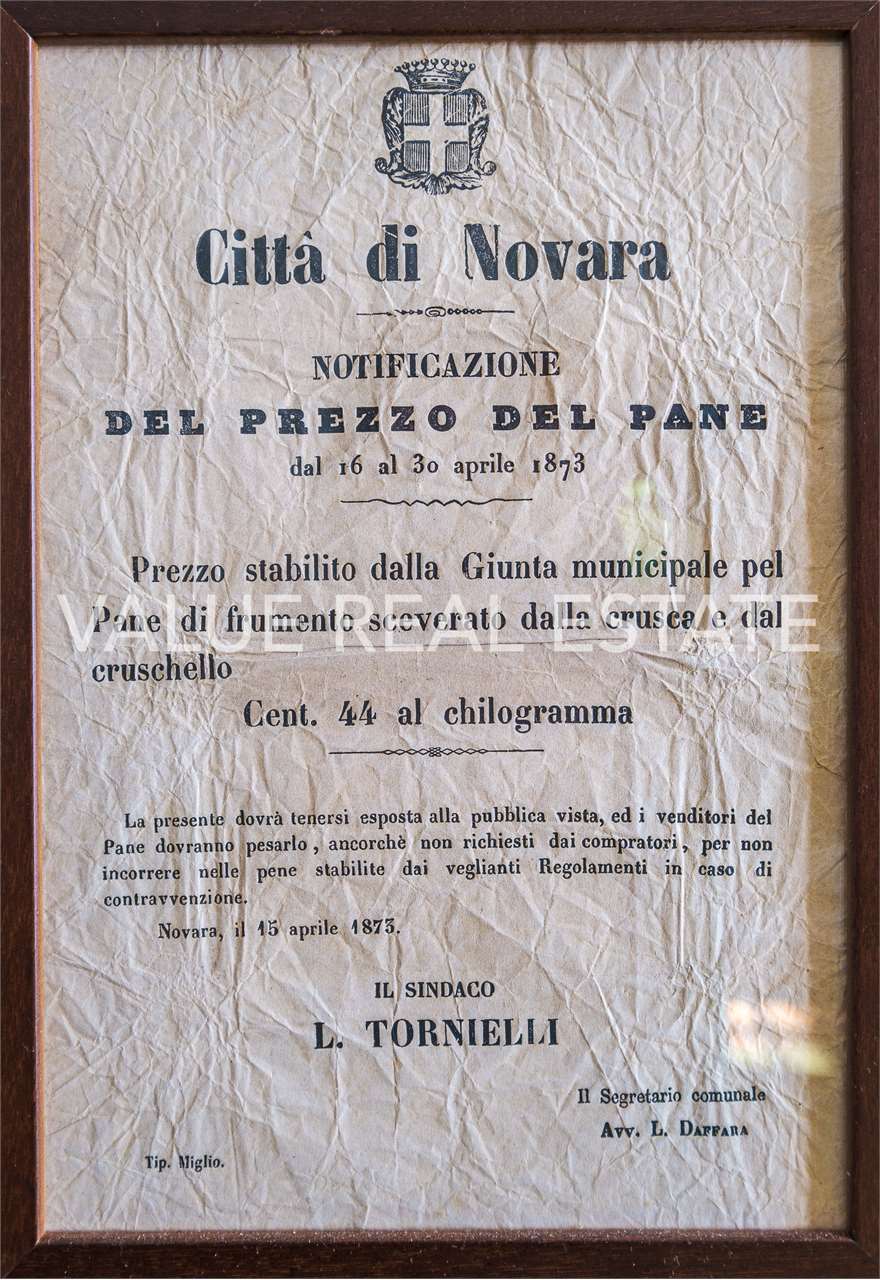 Città di Novara
NOTIFICAZIONE
DEL PREZZO DEL PANE
dal 16 al 30 aprile 1873
Prezzo stabilito dalla Giunta municipale pel
Pane di frumento sceverato dalla crusca e dal
VALUE REAL ESTATE
cruschello
Cent. 44 al chilogramma
La presente dovrà tenersi esposta alla pubblica vista, ed i venditori del
Pane dovranno pesarlo, ancorchè non richiesti dai compratori, per non
incorrere nelle pene stabilite dai veglianti Regolamenti in caso di
contravvenzione.
Novara, il 15 aprile 1873.
IL SINDACO
L. TORNIELLI
Il Segretario comunale
Avv. L. DAFFARA
Tip. Miglio.